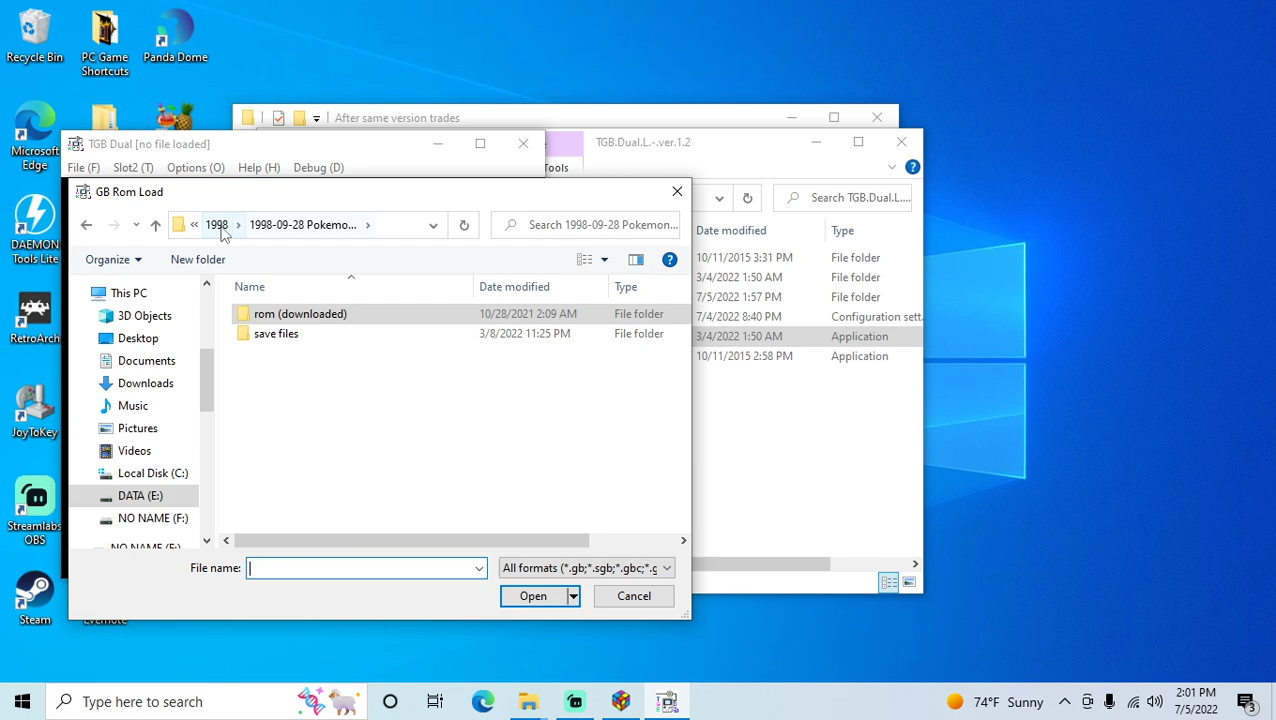 Recycle Bin
PC Game
Shortcuts
Panda Dome
Microsoft
Edge
DAEMON
Tools Lite
RetroArch
JoyToKey
Streamlabs
OBS
Steam
Evernote
After same version trades
TGB.Dual.L.-.ver.1.2
Tools
Search TGB.Dual.L....
Date modified
Type
10/11/2015 3:31 PM
File folder
3/4/2022 1:50 AM
File folder
7/5/2022 1:57 PM
File folder
7/4/2022 8:40 PM
Configuration sett...
3/4/2022 1:50 AM
Application
10/11/2015 2:58 PM
Application
TGB Dual [no file loaded]
File (F)
Slot2 (T)
Options (O)
Help (H)
Debug (D)
GB Rom Load
« 1998 › 1998-09-28 Pokemo... ›
Search 1998-09-28 Pokemon...
Organize
New folder
Name
Date modified
Type
rom (downloaded)
10/28/2021 2:09 AM
File folder
save files
3/8/2022 11:25 PM
File folder
This PC
3D Objects
Desktop
Documents
Downloads
Music
Pictures
Videos
Local Disk (C:)
DATA (E:)
NO NAME (F:)
NO NAME (F:)
File name:
All formats (*.gb;*.sgb;*.gbc;*.g
Open
Cancel
Type here to search
74°F Sunny
2:01 PM
7/5/2022
3